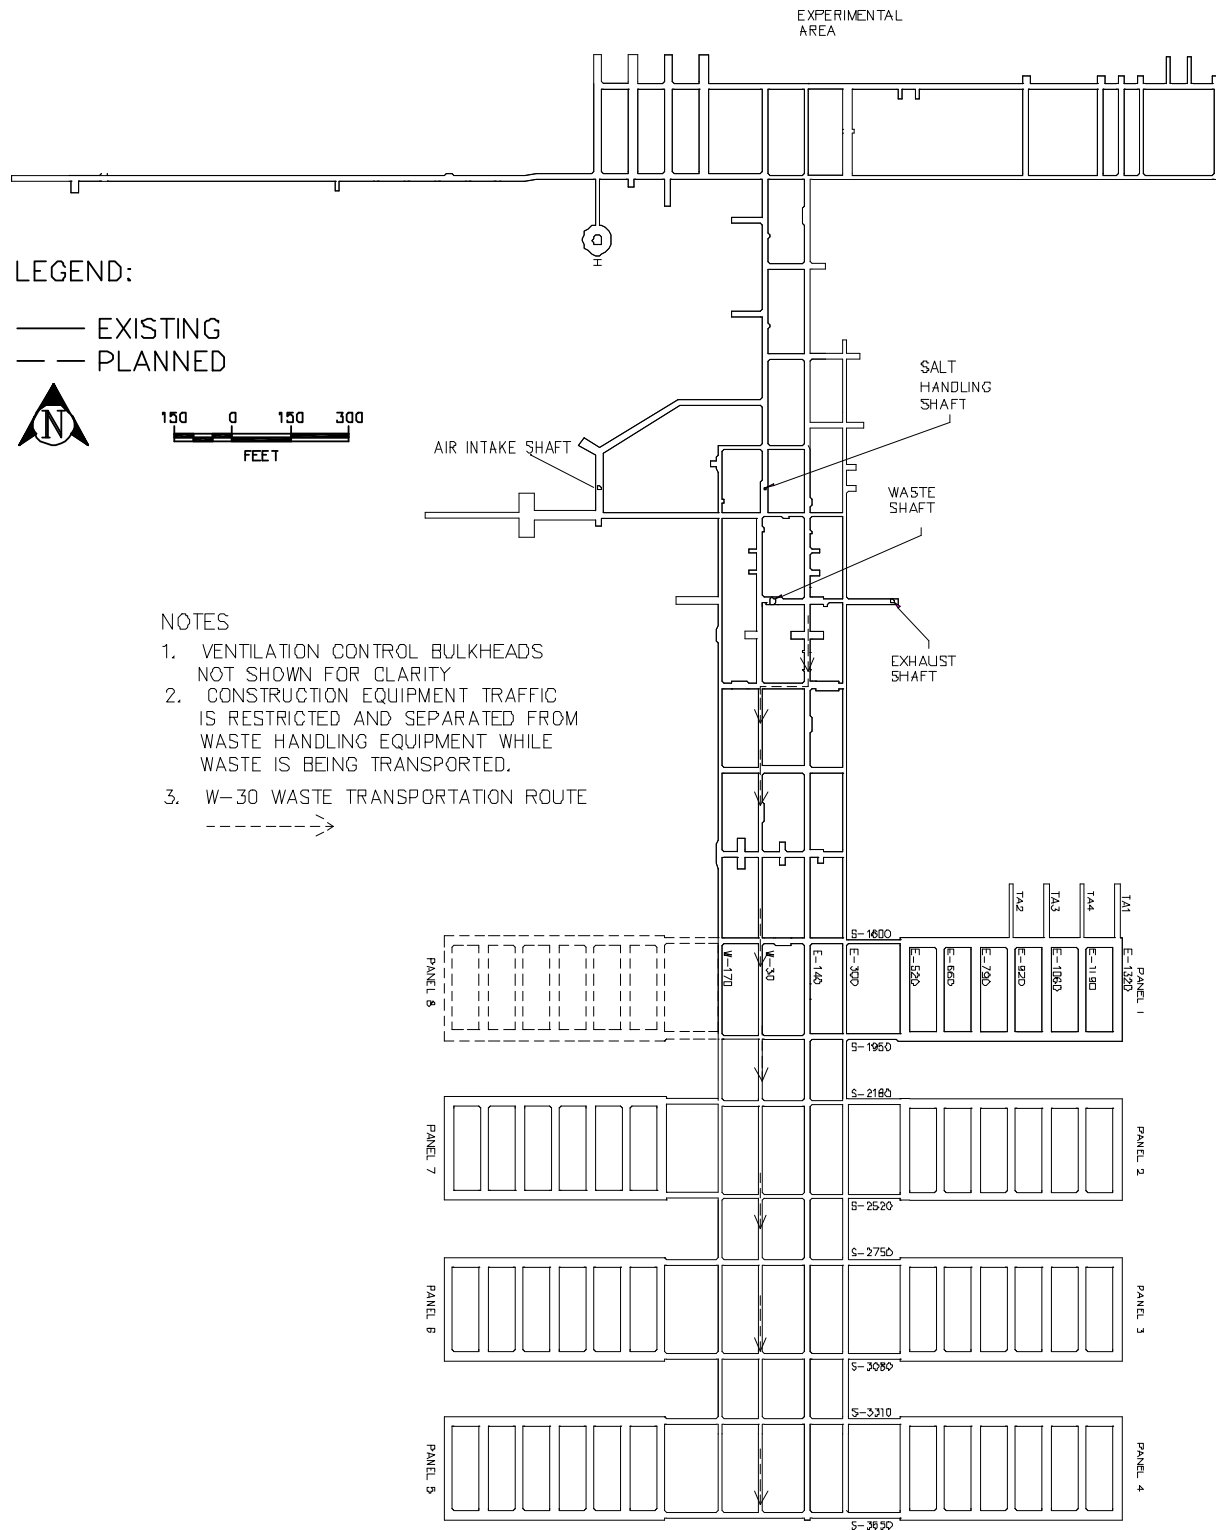 EXPERIMENTAL
AREA
LEGEND:
EXISTING
PLANNED
N
150 0 150 300
FEET
SALT
HANDLING
SHAFT
AIR INTAKE SHAFT
WASTE
SHAFT
EXHAUST
SHAFT
NOTES
1. VENTILATION CONTROL BULKHEADS
NOT SHOWN FOR CLARITY
2. CONSTRUCTION EQUIPMENT TRAFFIC
IS RESTRICTED AND SEPARATED FROM
WASTE HANDLING EQUIPMENT WHILE
WASTE IS BEING TRANSPORTED.
3. W-30 WASTE TRANSPORTATION ROUTE
TA2
TA3
TA4
TA1
S-1600
PANEL 8
W-170
W-30
E-140
E-300
E-520
E-660
E-790
E-920
E-1060
E-1190
E-1320
PANEL 1
S-1950
S-2180
PANEL 7
PANEL 2
S-2520
S-2750
PANEL 6
PANEL 3
S-3080
S-3310
PANEL 5
PANEL 4
S-3650